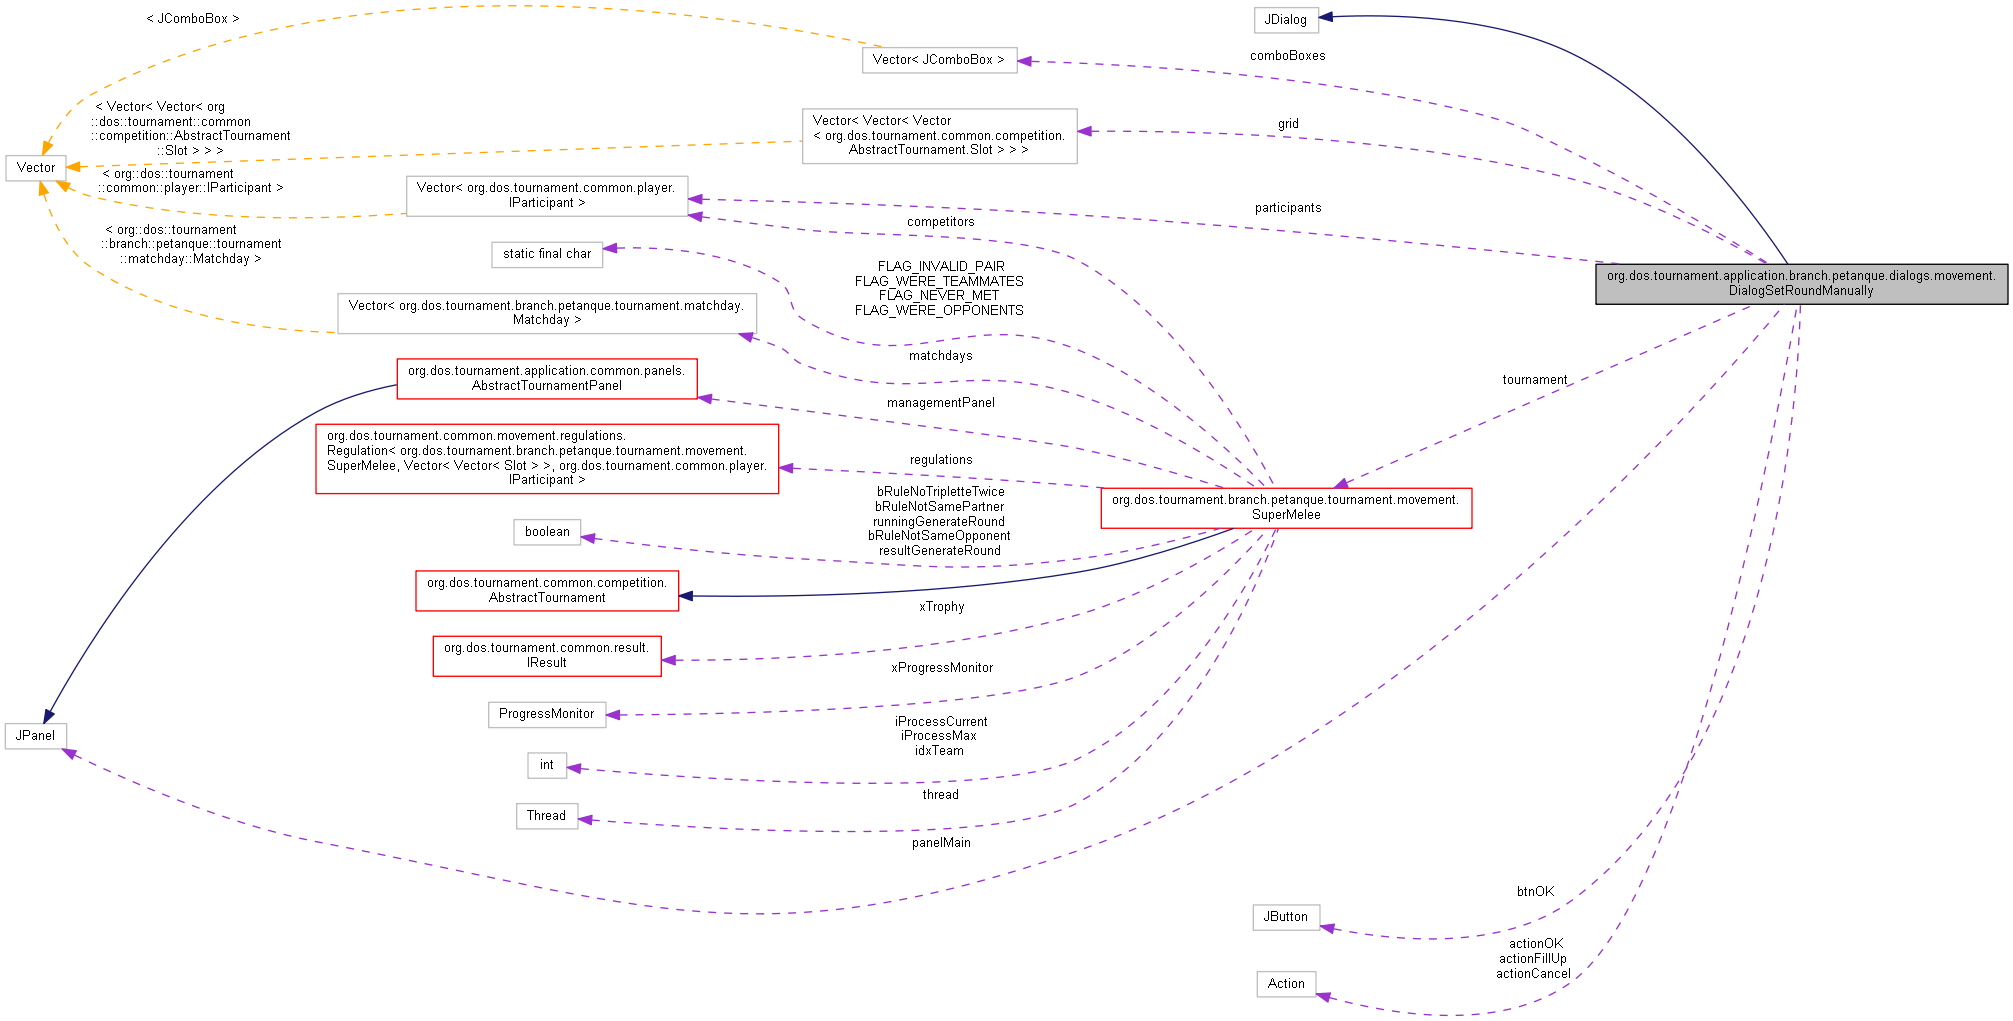 < JComboBox >
JDialog
Vector< JComboBox >
comboBoxes
< Vector< Vector< org
::dos::tournament::common
::competition::AbstractTournament
::Slot > > >
Vector< Vector< Vector
< org.dos.tournament.common.competition.
AbstractTournament.Slot > > >
grid
Vector
< org::dos::tournament
::common::player::IParticipant >
Vector< org.dos.tournament.common.player.
IParticipant >
participants
competitors
< org::dos::tournament
::branch::petanque::tournament
::matchday::Matchday >
static final char
FLAG_INVALID_PAIR
FLAG_WERE_TEAMMATES
FLAG_NEVER_MET
FLAG_WERE_OPPONENTS
org.dos.tournament.application.branch.petanque.dialogs.movement.
DialogSetRoundManually
Vector< org.dos.tournament.branch.petanque.tournament.matchday.
Matchday >
matchdays
org.dos.tournament.application.common.panels.
AbstractTournamentPanel
managementPanel
tournament
org.dos.tournament.common.movement.regulations.
Regulation< org.dos.tournament.branch.petanque.tournament.movement.
SuperMelee, Vector< Vector< Slot > >, org.dos.tournament.common.player.
IParticipant >
regulations
org.dos.tournament.branch.petanque.tournament.movement.
SuperMelee
boolean
bRuleNoTripletteTwice
bRuleNotSamePartner
runningGenerateRound
bRuleNotSameOpponent
resultGenerateRound
org.dos.tournament.common.competition.
AbstractTournament
xTrophy
org.dos.tournament.common.result.
IResult
xProgressMonitor
ProgressMonitor
JPanel
iProcessCurrent
iProcessMax
idxTeam
int
thread
Thread
panelMain
btnOK
JButton
actionOK
actionFillUp
actionCancel
Action